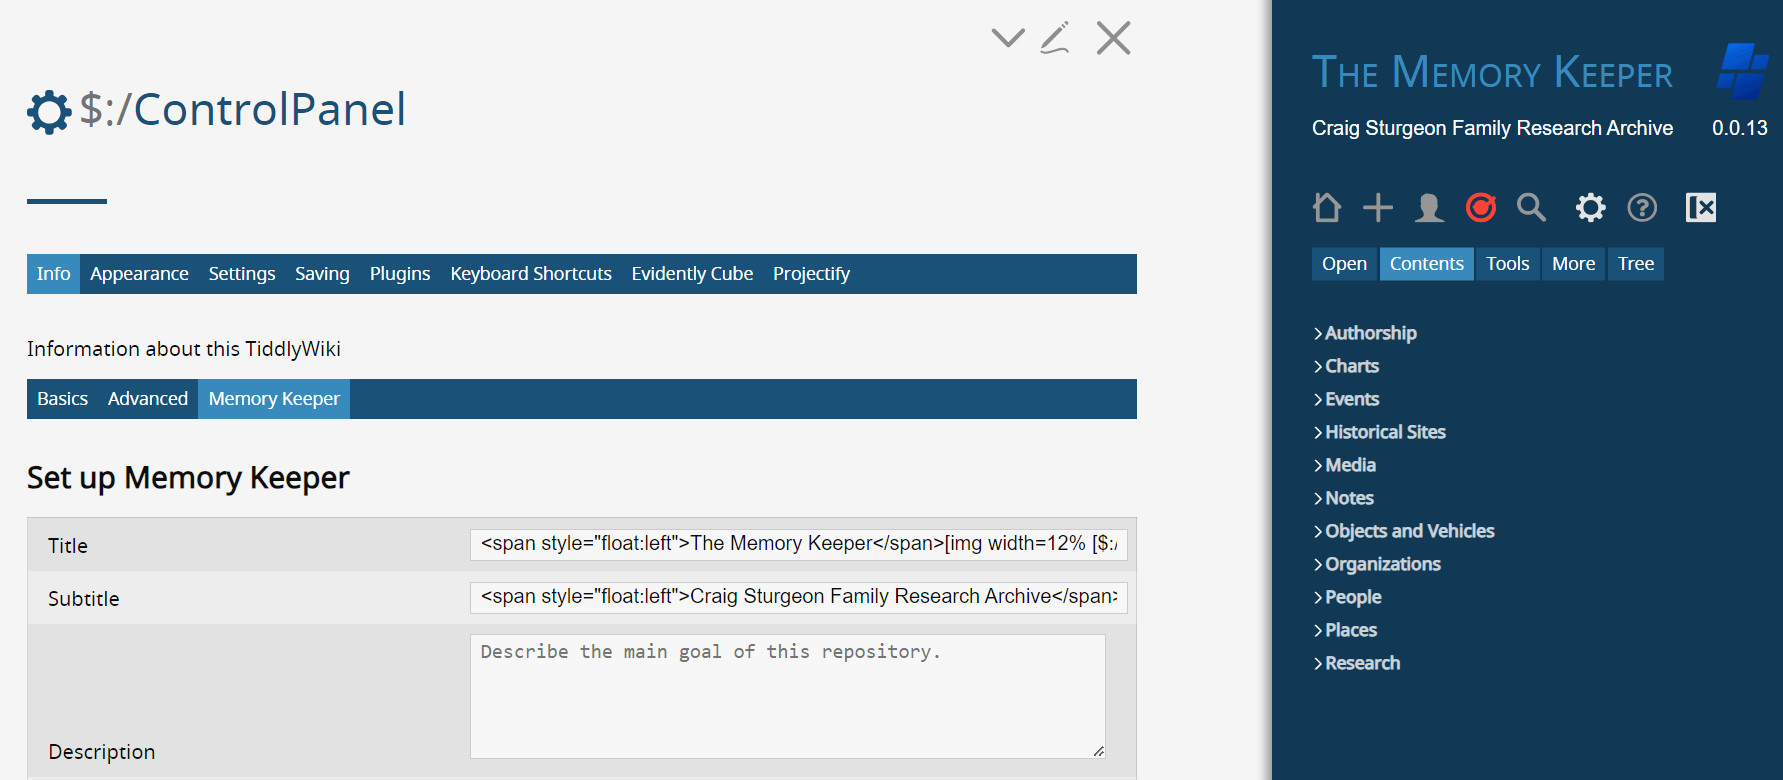 $:/ControlPanel
Info Appearance Settings Saving Plugins Keyboard Shortcuts Evidently Cube Projectify
Information about this TiddlyWiki
Basics Advanced Memory Keeper
Set up Memory Keeper
Title <span style="float:left">The Memory Keeper</span>[img width=12% [$:/
Subtitle <span style="float:left">Craig Sturgeon Family Research Archive</span>
Describe the main goal of this repository.
Description
The Memory Keeper
Craig Sturgeon Family Research Archive 0.0.13
Open Contents Tools More Tree
Authorship
Charts
Events
Historical Sites
Media
Notes
Objects and Vehicles
Organizations
People
Places
Research